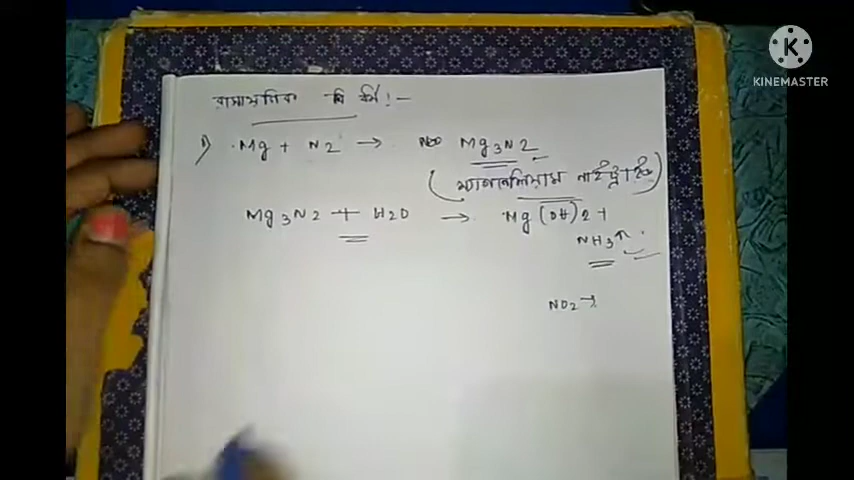 রাসায়নিক ধর্ম :-
1) Mg + N2 → Mg3N2
(ম্যাগনেশিয়াম নাইট্রাইড)
Mg3N2 + H2O → Mg(OH)2 +
NH3↑
NO2 →
KINEMASTER